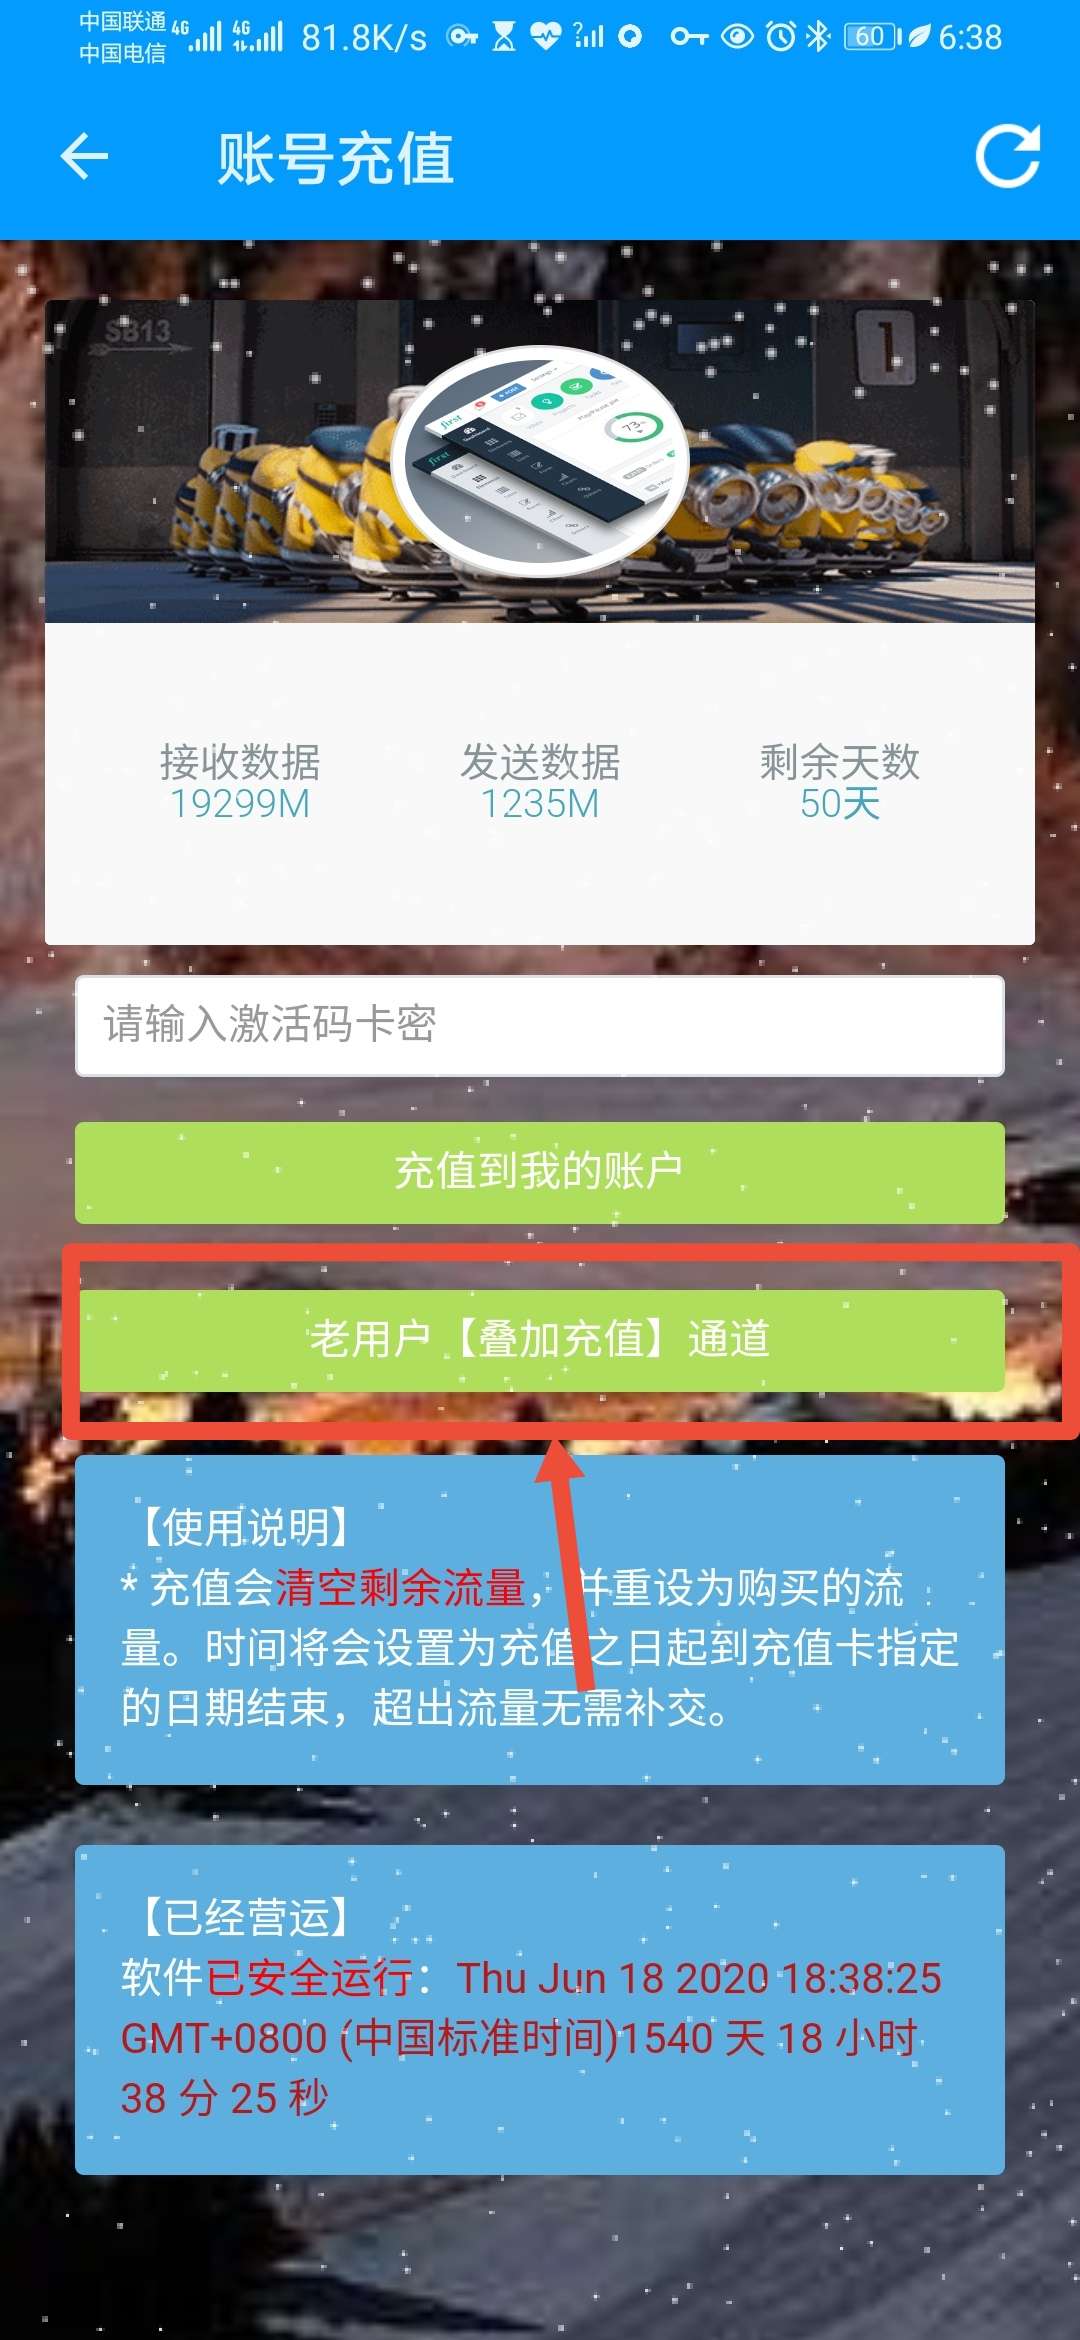 中国联通
中国电信
4G
4G
81.8K/s
60
6:38
账号充值
SB13
1
first
first
73%
接收数据
发送数据
剩余天数
19299M
1235M
50天
请输入激活码卡密
充值到我的账户
老用户【叠加充值】通道
【使用说明】
* 充值会清空剩余流量，并重设为购买的流
量。时间将会设置为充值之日起到充值卡指定
的日期结束，超出流量无需补交。
【已经营运】
软件已安全运行：Thu Jun 18 2020 18:38:25
GMT+0800 (中国标准时间)1540 天 18 小时
38 分 25 秒